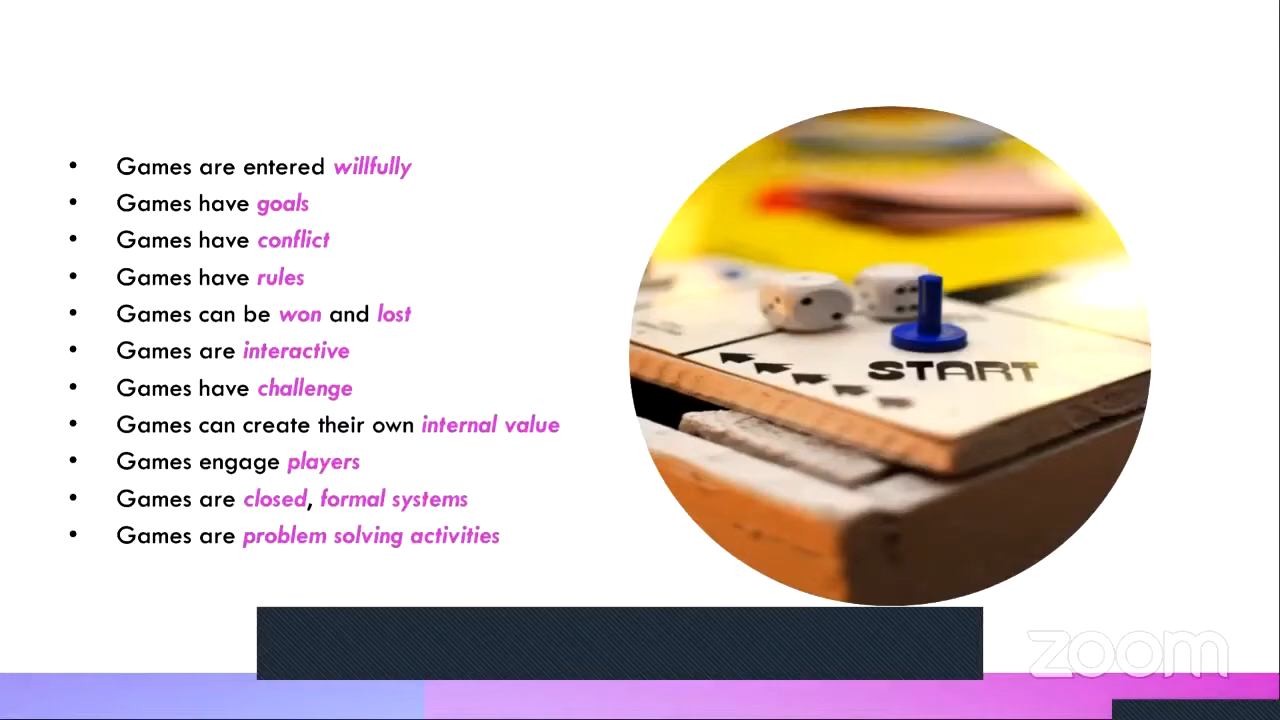 • Games are entered willfully
• Games have goals
• Games have conflict
• Games have rules
• Games can be won and lost
• Games are interactive
• Games have challenge
• Games can create their own internal value
• Games engage players
• Games are closed, formal systems
• Games are problem solving activities
START
zoom